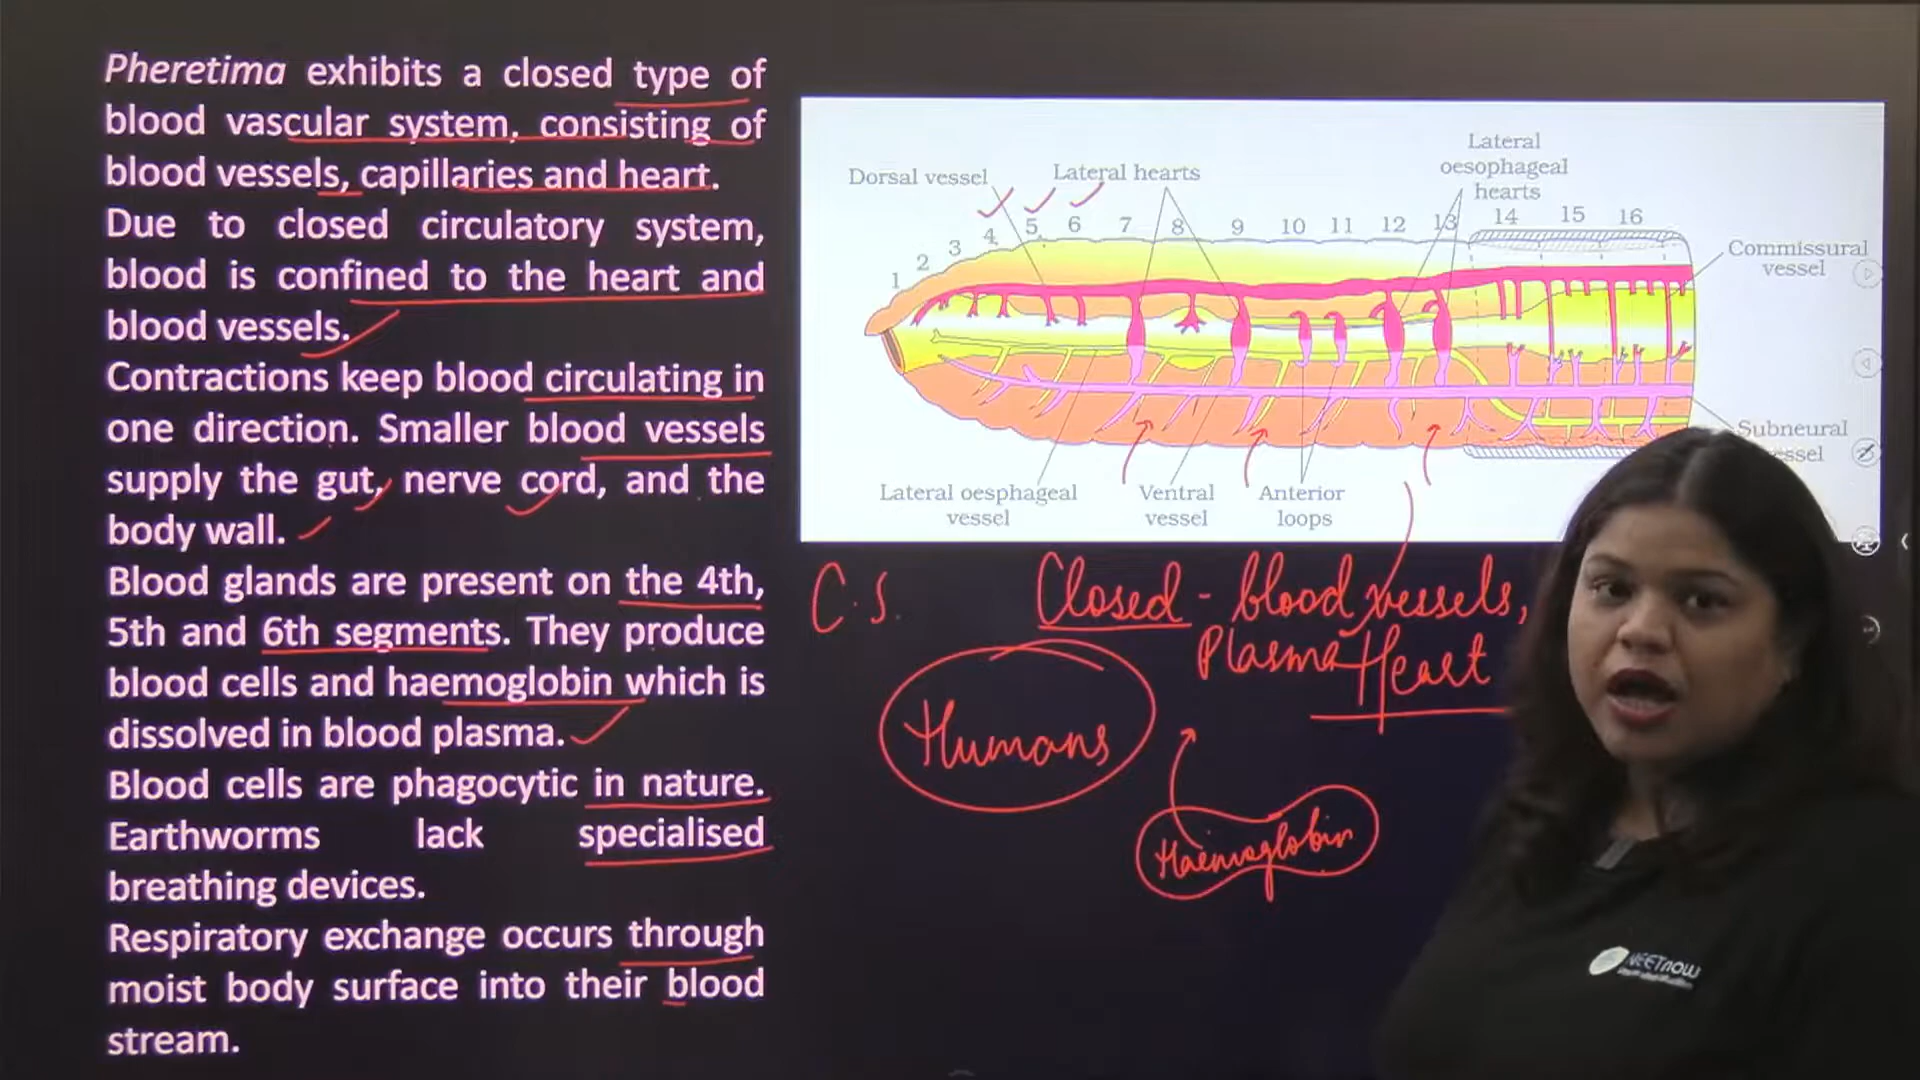 Pheretima exhibits a closed type of
blood vascular system, consisting of
blood vessels, capillaries and heart.
Due to closed circulatory system,
blood is confined to the heart and
blood vessels.
Contractions keep blood circulating in
one direction. Smaller blood vessels
supply the gut, nerve cord, and the
body wall.
Blood glands are present on the 4th,
5th and 6th segments. They produce
blood cells and haemoglobin which is
dissolved in blood plasma.
Blood cells are phagocytic in nature.
Earthworms lack specialised
breathing devices.
Respiratory exchange occurs through
moist body surface into their blood
stream.
Dorsal vessel
Lateral hearts
Lateral
oesophageal
hearts
1 2 3 4 5 6 7 8 9 10 11 12 13 14 15 16
Commissural
vessel
Subneural
Lateral oesphageal
vessel
Ventral
vessel
Anterior
loops
C.S.
Closed - blood vessels,
Plasma Heart
Humans
Haemoglobin
NEETNOW